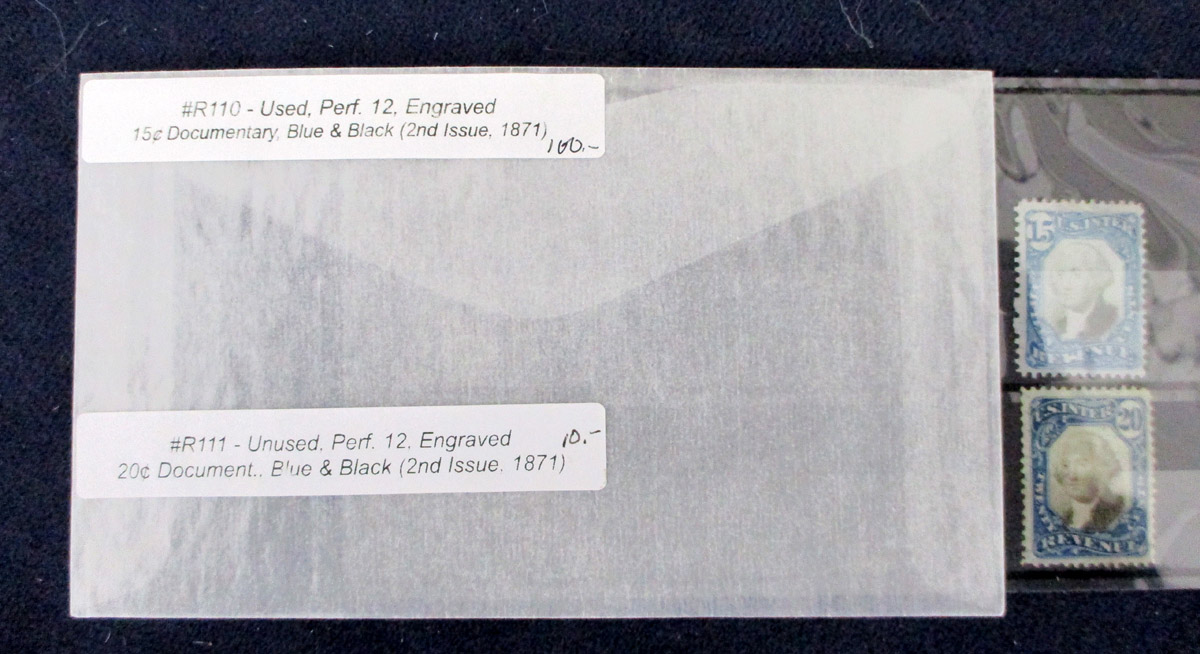 #R110 - Used, Perf. 12, Engraved
15¢ Documentary, Blue & Black (2nd Issue, 1871)
100.-
#R111 - Unused, Perf. 12, Engraved 10.-
20¢ Document.. Blue & Black (2nd Issue, 1871)
15
U.S. INTER
REVENUE
U.S. INTER
20
REVENUE